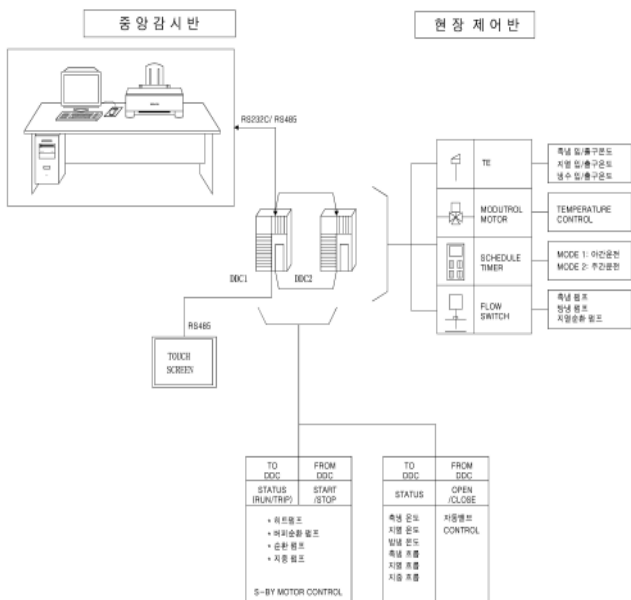 중앙감시반
현장 제어반
RS232C/ RS485
DDC1
DDC2
RS485
TOUCH
SCREEN
TE
축냉 입/출구온도
지열 입/출구온도
냉수 입/출구온도
MODUTROL
MOTOR
TEMPERATURE
CONTROL
SCHEDULE
TIMER
MODE 1: 야간운전
MODE 2: 주간운전
FLOW
SWITCH
축냉 펌프
방냉 펌프
지열순환 펌프
TO
DDC
FROM
DDC
STATUS
(RUN/TRIP)
START
/STOP
* 히트펌프
* 버퍼순환 펌프
* 순환 펌프
* 지중 펌프
S-BY MOTOR CONTROL
TO
DDC
FROM
DDC
STATUS
OPEN
/CLOSE
축냉 온도
지열 온도
방냉 온도
축냉 흐름
지열 흐름
지중 흐름
자동밸브
CONTROL